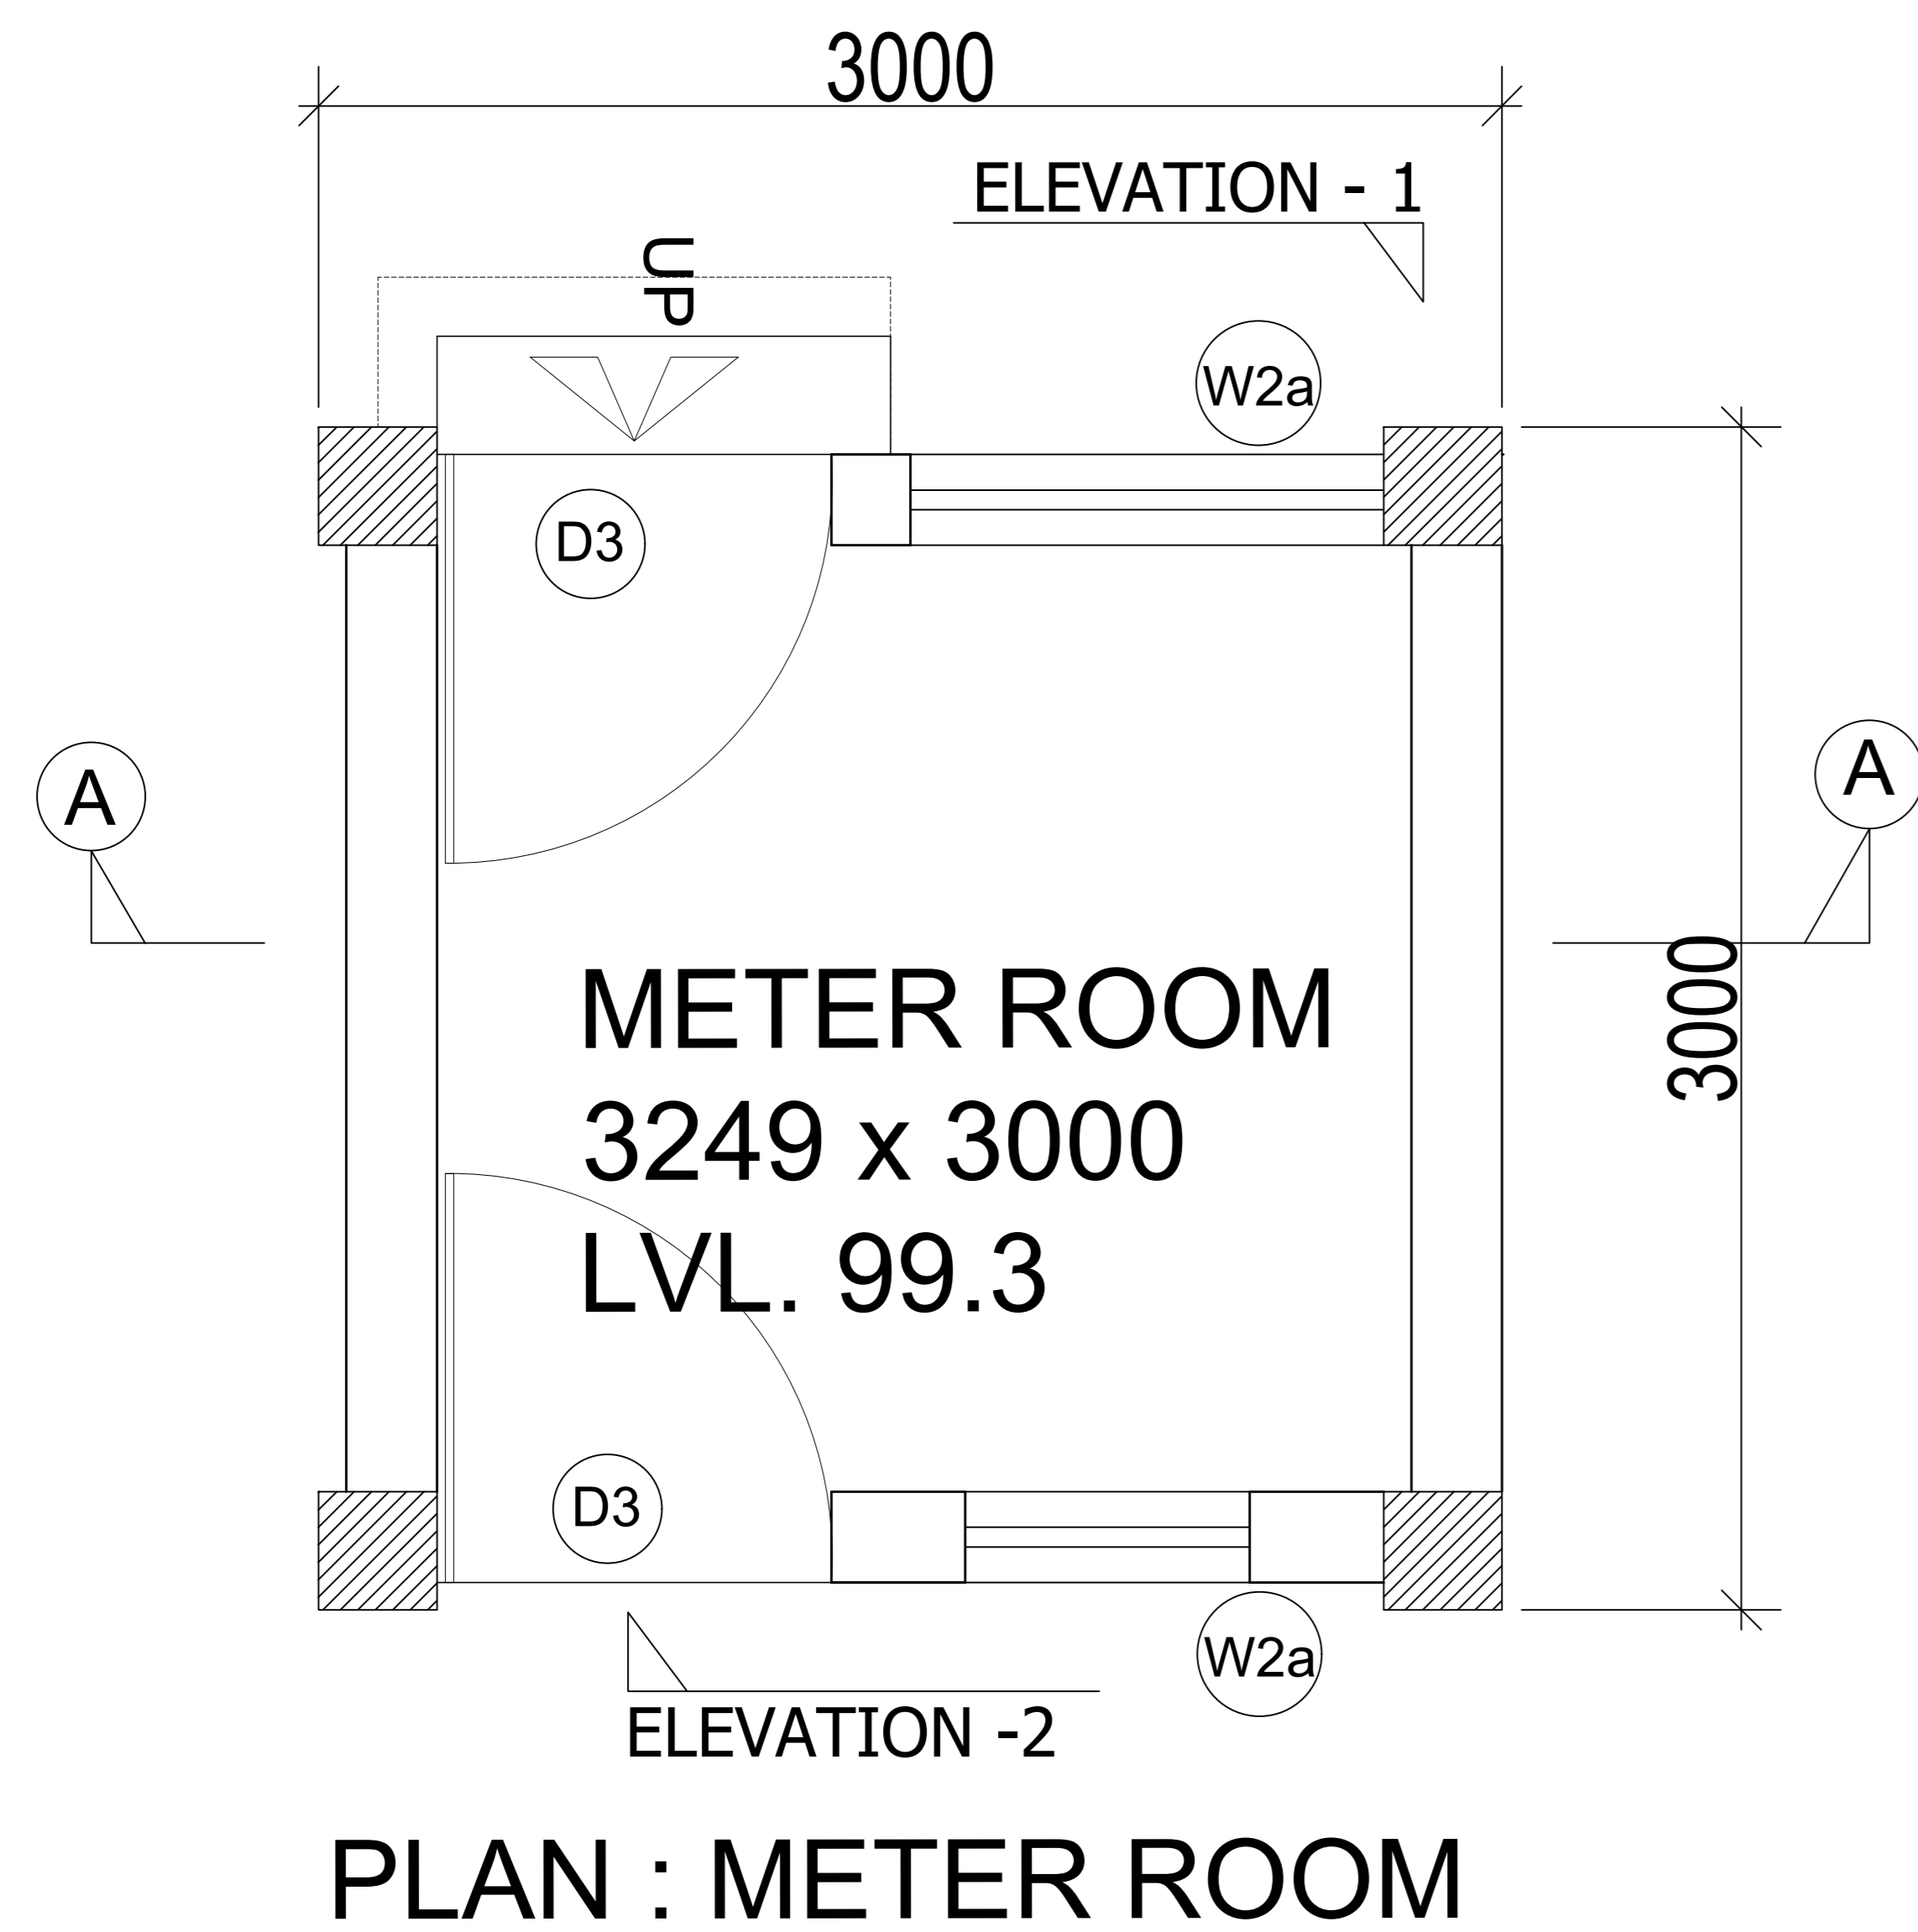 3000
ELEVATION - 1
UP
W2a
D3
A
A
METER ROOM
3249 x 3000
LVL. 99.3
3000
D3
W2a
ELEVATION -2
PLAN : METER ROOM